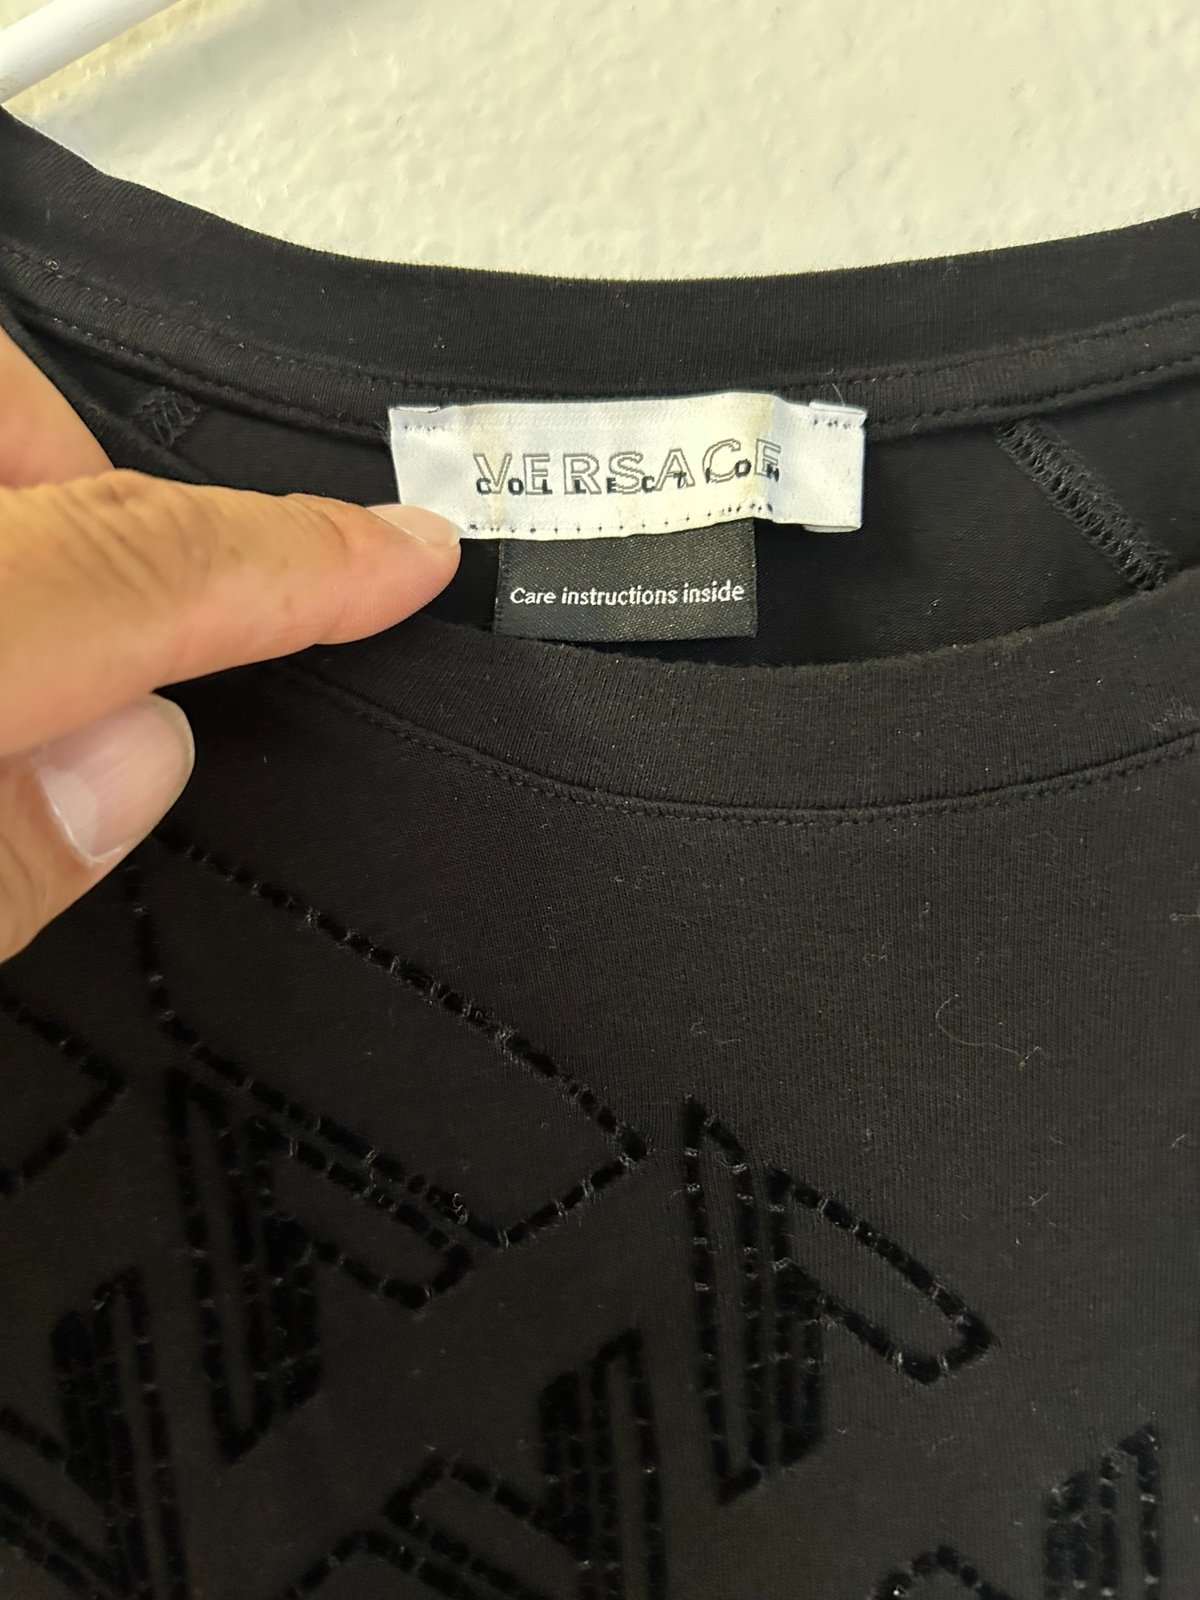 VERSACE
COLLECTION
Care instructions inside